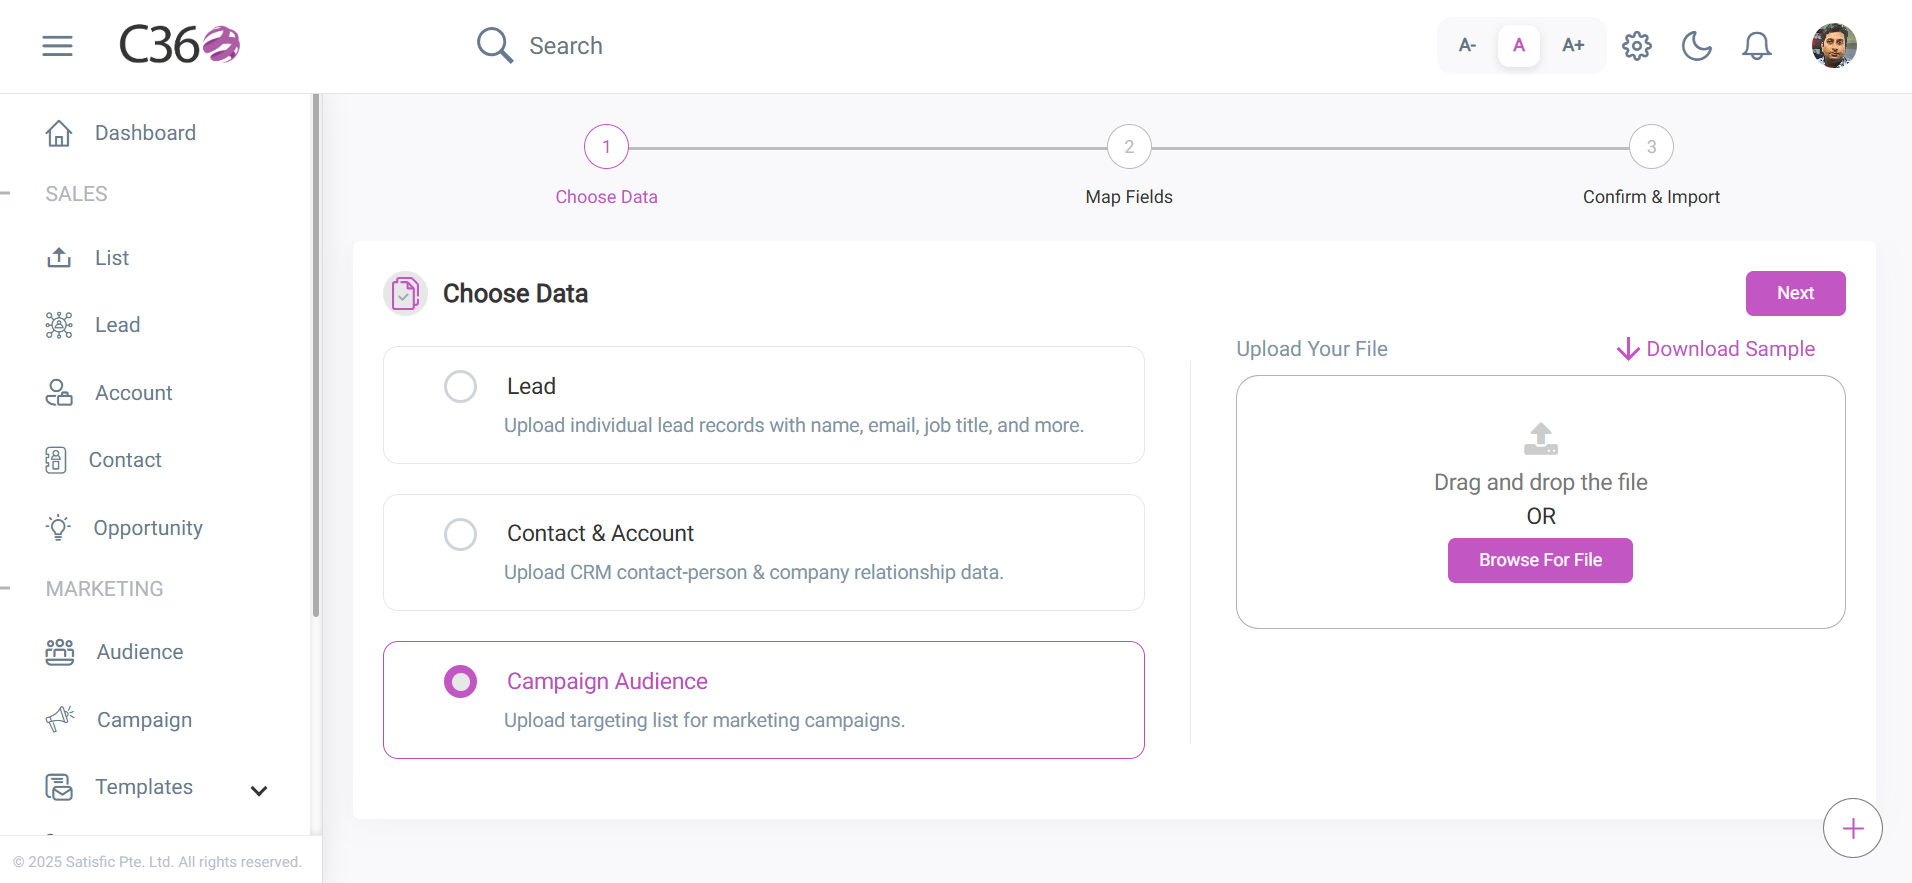 C360
Search
A-
A
A+
Dashboard
SALES
List
Lead
Account
Contact
Opportunity
MARKETING
Audience
Campaign
Templates
© 2025 Satisfic Pte. Ltd. All rights reserved.
1
2
3
Choose Data
Map Fields
Confirm & Import
Choose Data
Next
Lead
Upload individual lead records with name, email, job title, and more.
Contact & Account
Upload CRM contact-person & company relationship data.
Campaign Audience
Upload targeting list for marketing campaigns.
Upload Your File
Download Sample
Drag and drop the file
OR
Browse For File